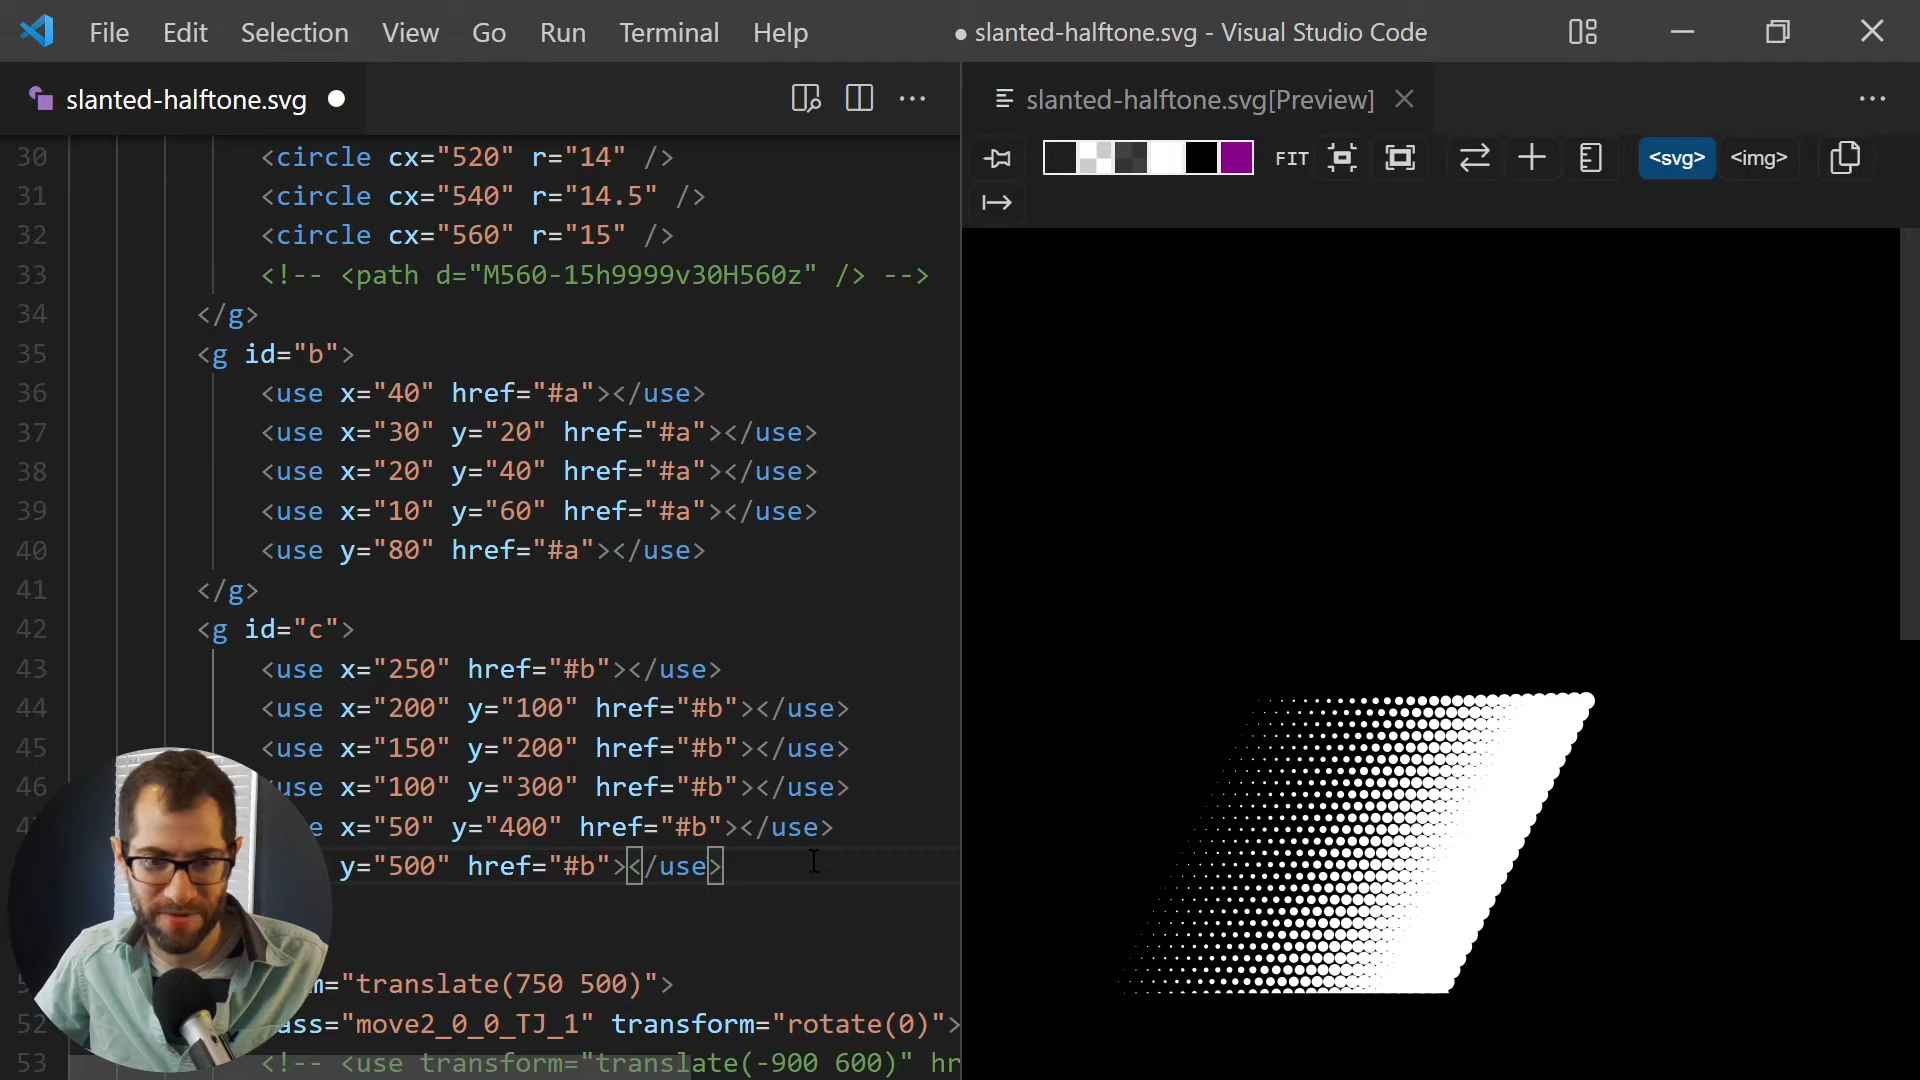 File Edit Selection View Go Run Terminal Help
● slanted-halftone.svg - Visual Studio Code
slanted-halftone.svg ●
slanted-halftone.svg[Preview]
FIT <svg> <img>
30 <circle cx="520" r="14" />
31 <circle cx="540" r="14.5" />
32 <circle cx="560" r="15" />
33 <!-- <path d="M560-15h9999v30H560z" /> -->
34 </g>
35 <g id="b">
36 <use x="40" href="#a"></use>
37 <use x="30" y="20" href="#a"></use>
38 <use x="20" y="40" href="#a"></use>
39 <use x="10" y="60" href="#a"></use>
40 <use y="80" href="#a"></use>
41 </g>
42 <g id="c">
43 <use x="250" href="#b"></use>
44 <use x="200" y="100" href="#b"></use>
45 <use x="150" y="200" href="#b"></use>
46 use x="100" y="300" href="#b"></use>
x="50" y="400" href="#b"></use>
y="500" href="#b"></use>
="translate(750 500)">
52 ass="move2_0_0_TJ_1" transform="rotate(0)">
53 <!-- <use transform="translate(-900 600)" hr